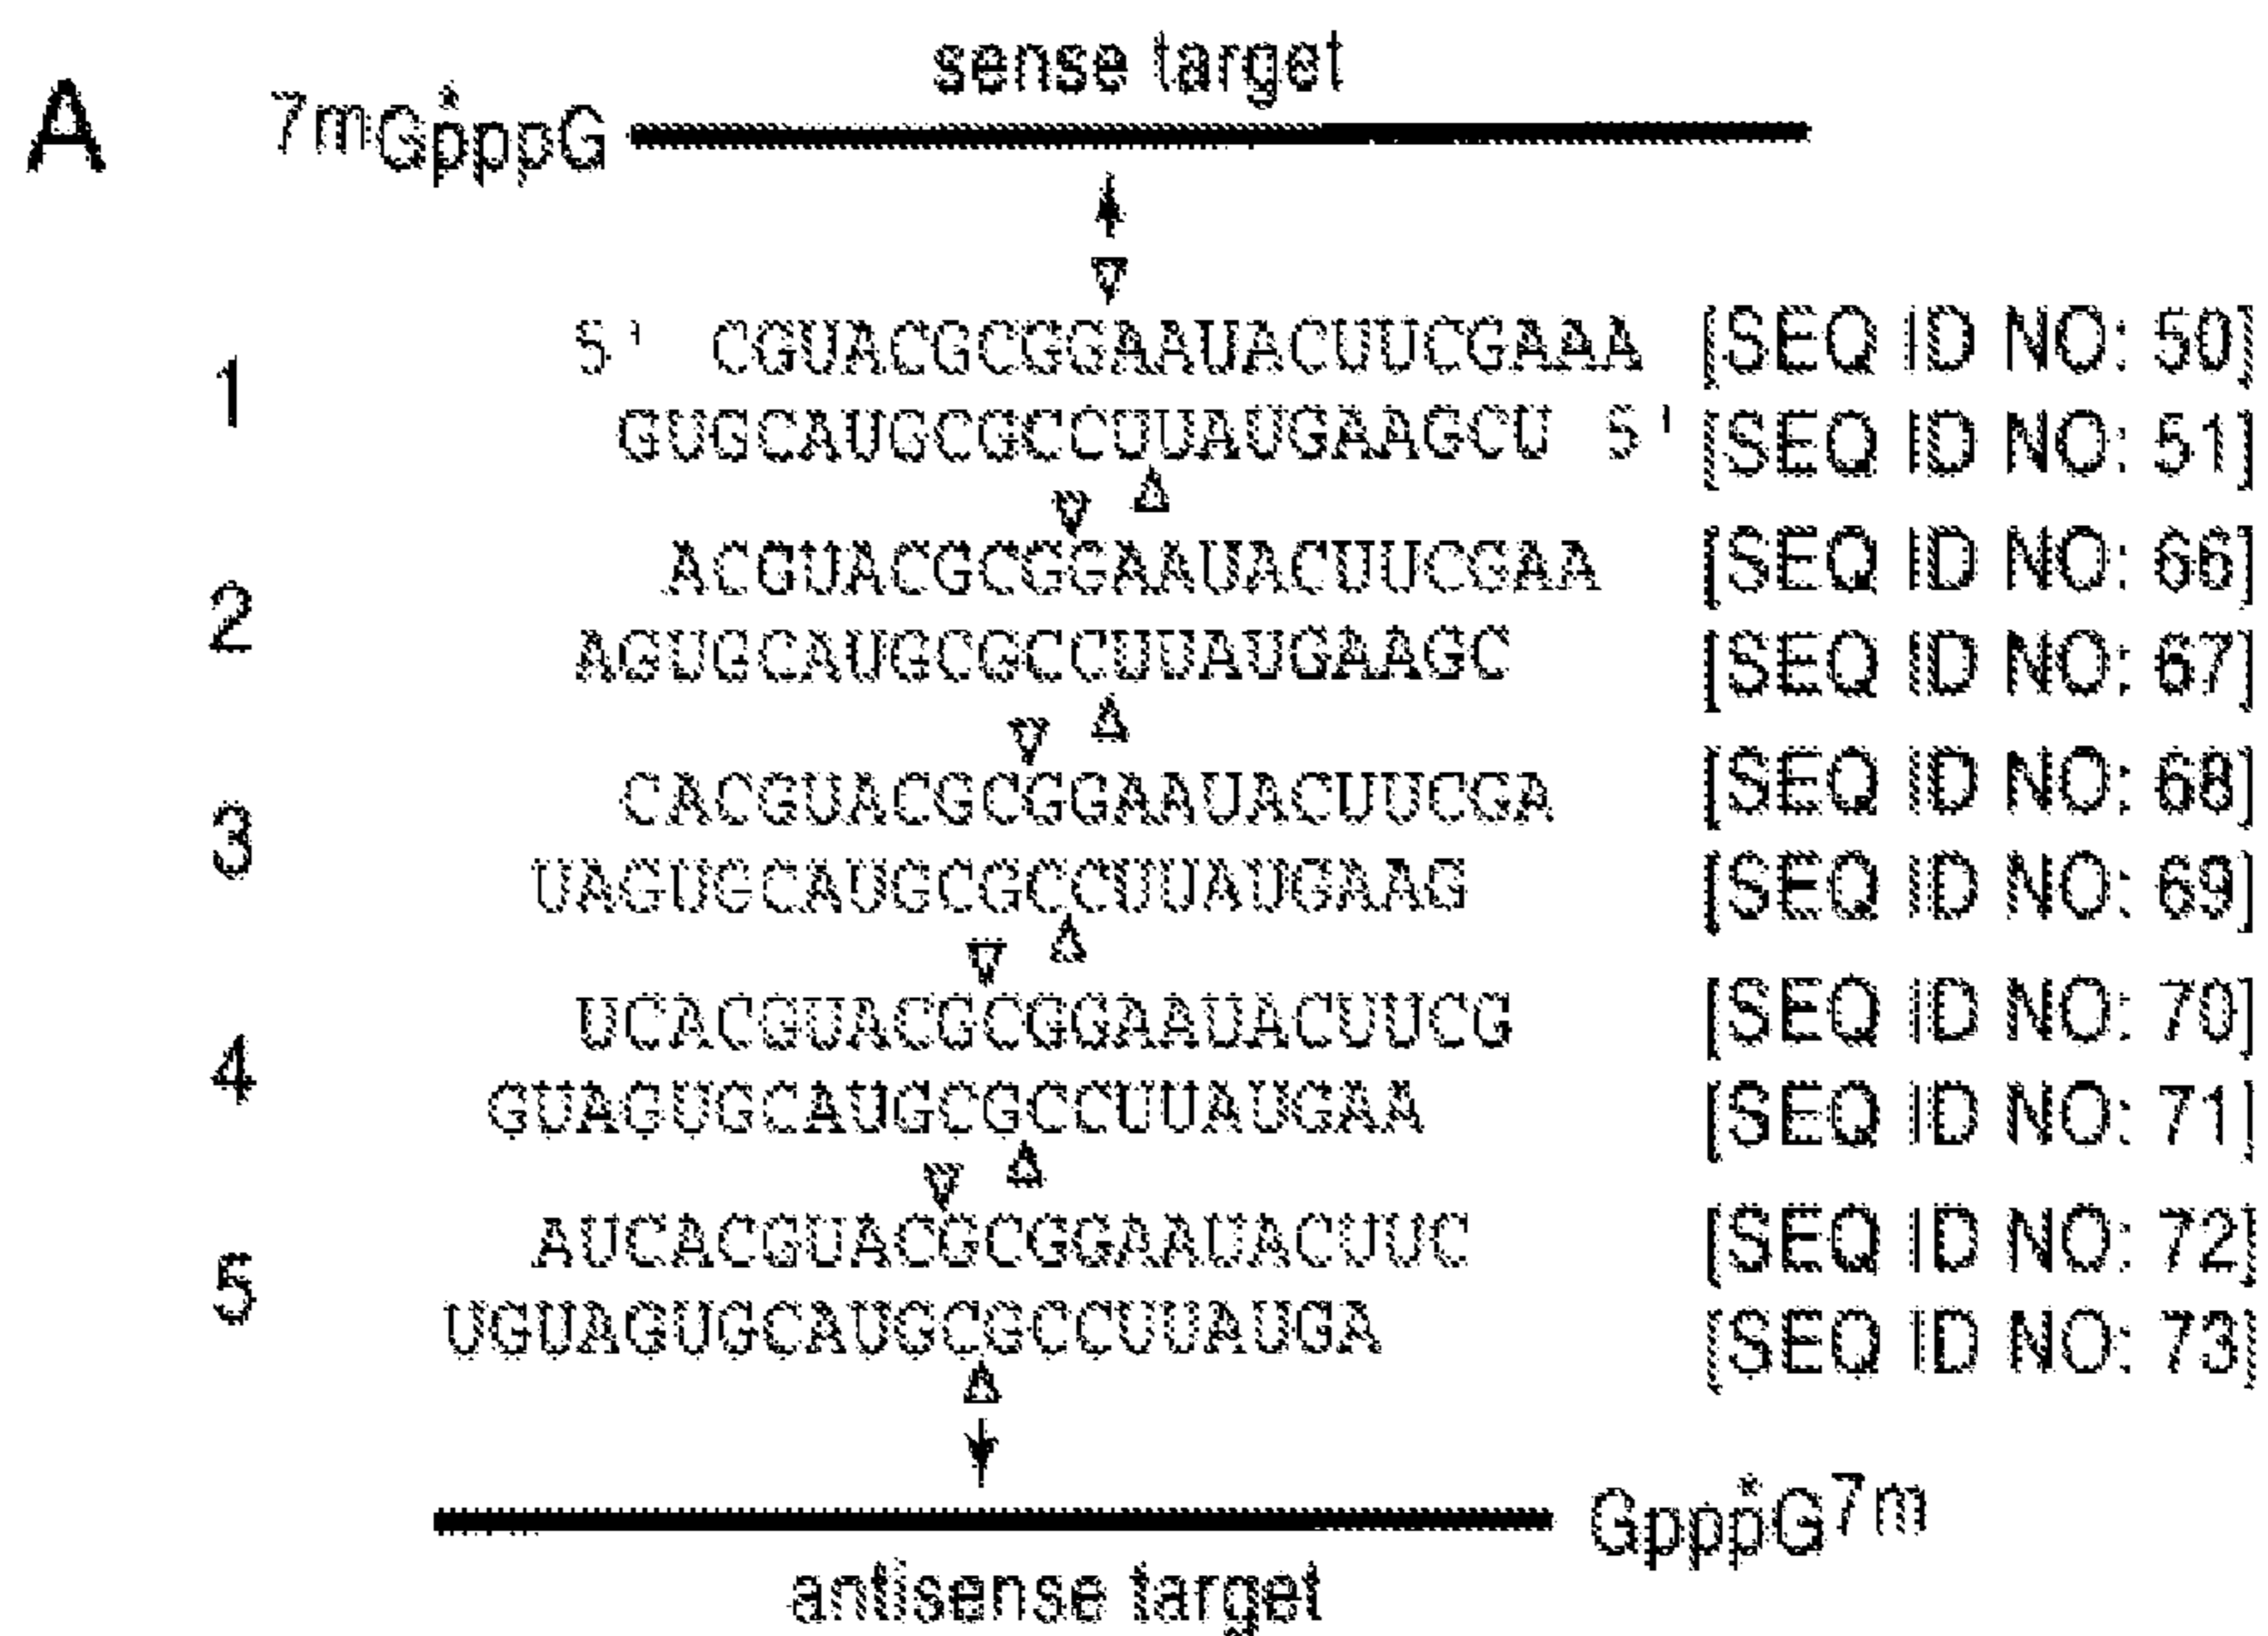 A
sense target
7mGpppG
*
1
5' CGUACGCGGAAUACUUCGAAA [SEQ ID NO: 50]
GUGCAUGCGCCUUAUGAAGCU 5' [SEQ ID NO: 51]
2
ACGUACGCGGAAUACUUCGAA [SEQ ID NO: 66]
AGUGCAUGCGCCUUAUGAAGC [SEQ ID NO: 67]
3
CACGUACGCGGAAUACUUCGA [SEQ ID NO: 68]
UAGUGCAUGCGCCUUAUGAAG [SEQ ID NO: 69]
4
UCACGUACGCGGAAUACUUCG [SEQ ID NO: 70]
GUAGUGCAUGCGCCUUAUGAA [SEQ ID NO: 71]
5
AUCACGUACGCGGAAUACUUC [SEQ ID NO: 72]
UGUAGUGCAUGCGCCUUAUGA [SEQ ID NO: 73]
*
GpppG7m
antisense target